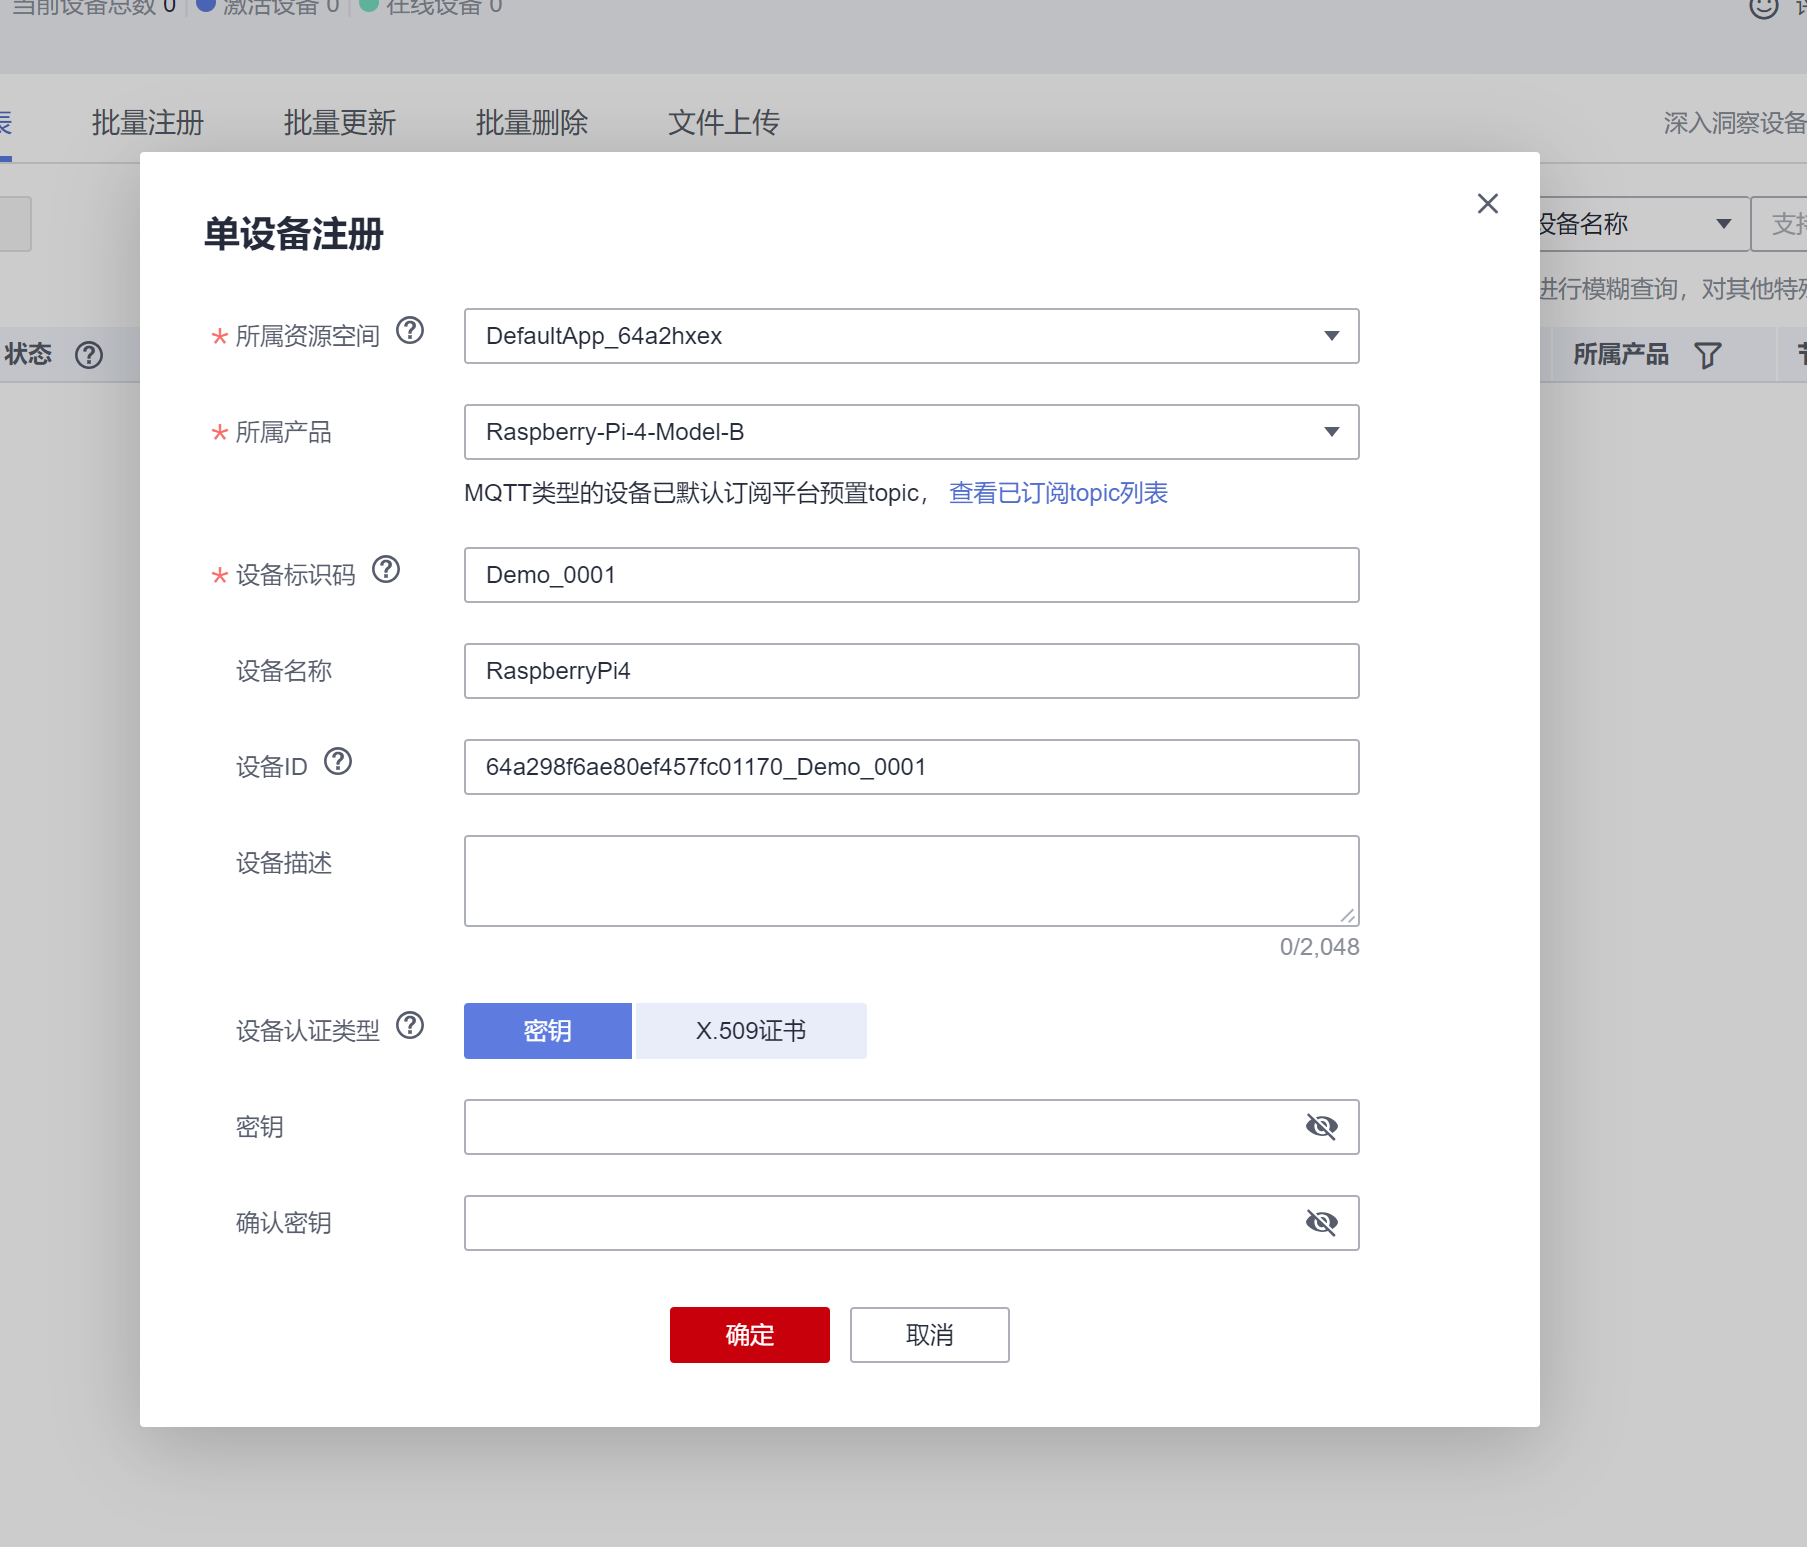 当前设备总数 0 激活设备 0 在线设备 0
批量注册 批量更新 批量删除 文件上传 深入洞察设备
单设备注册
设备名称 支持
进行模糊查询，对其他特殊
状态 所属产品
* 所属资源空间 DefaultApp_64a2hxex
* 所属产品 Raspberry-Pi-4-Model-B
MQTT类型的设备已默认订阅平台预置topic， 查看已订阅topic列表
* 设备标识码 Demo_0001
设备名称 RaspberryPi4
设备ID 64a298f6ae80ef457fc01170_Demo_0001
设备描述
0/2,048
设备认证类型 密钥 X.509证书
密钥
确认密钥
确定 取消